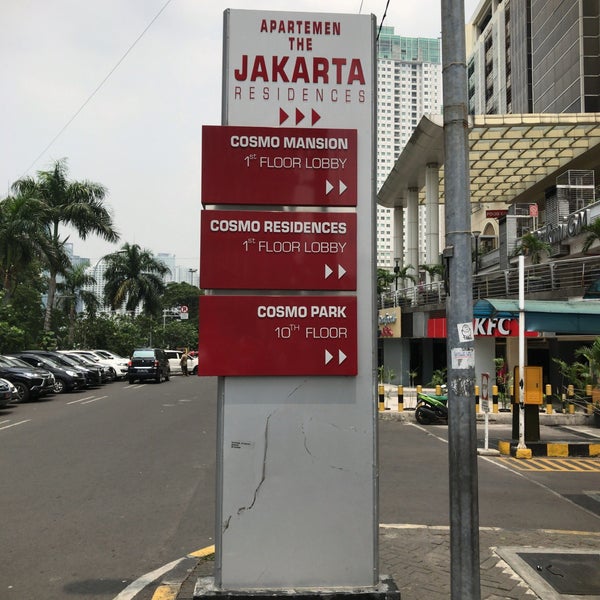 APARTEMEN
THE
JAKARTA
RESIDENCES
COSMO MANSION
1st FLOOR LOBBY
COSMO RESIDENCES
1st FLOOR LOBBY
COSMO PARK
10TH FLOOR
KFC